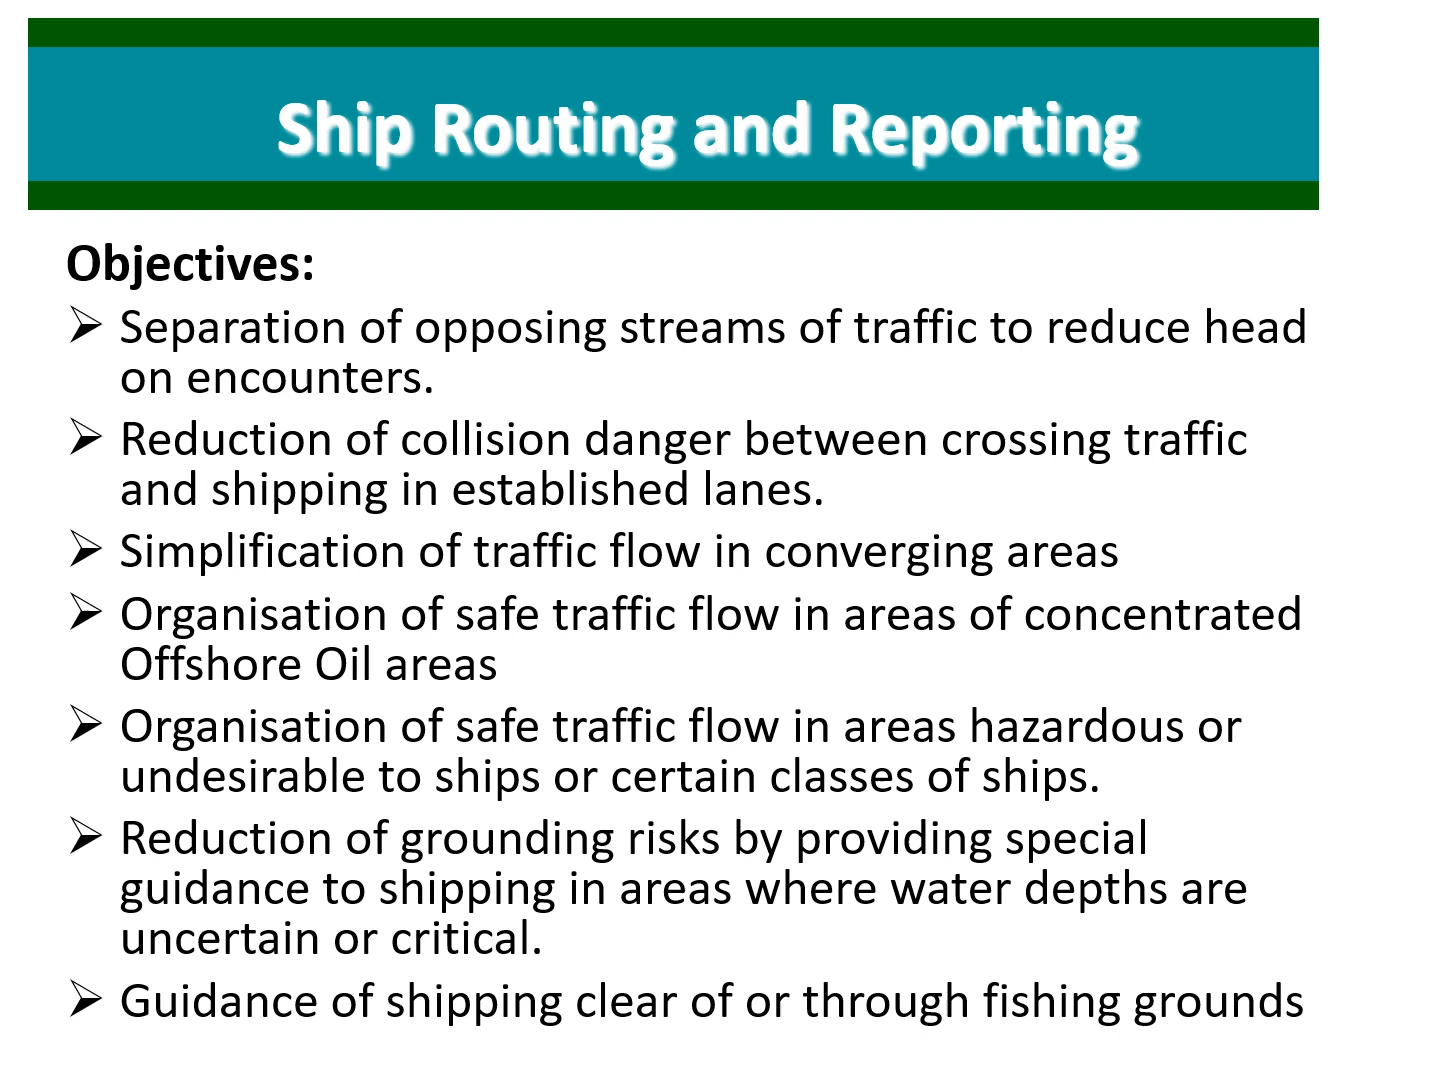 Ship Routing and Reporting
Objectives:
➢ Separation of opposing streams of traffic to reduce head
on encounters.
➢ Reduction of collision danger between crossing traffic
and shipping in established lanes.
➢ Simplification of traffic flow in converging areas
➢ Organisation of safe traffic flow in areas of concentrated
Offshore Oil areas
➢ Organisation of safe traffic flow in areas hazardous or
undesirable to ships or certain classes of ships.
➢ Reduction of grounding risks by providing special
guidance to shipping in areas where water depths are
uncertain or critical.
➢ Guidance of shipping clear of or through fishing grounds